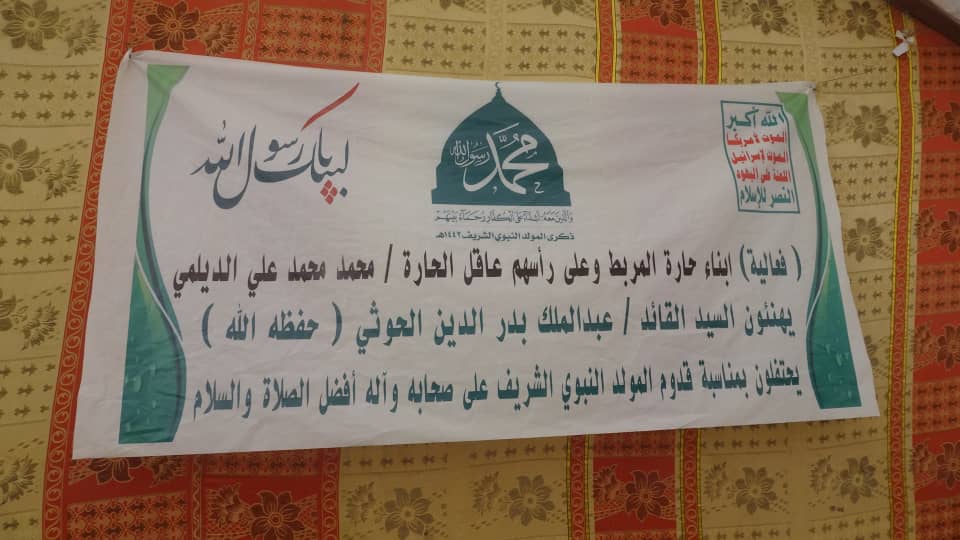 الله أكبر
الموت لأمريكا
الموت لإسرائيل
اللعنة على اليهود
النصر للإسلام
محمد رسول الله
لبيك يا رسول الله
والذين معه أشداء على الكفار رحماء بينهم
ذكرى المولد النبوي الشريف ١٤٤٢هـ
( فعالية ) ابناء حارة المربط وعلى رأسهم عاقل الحارة / محمد محمد علي الديلمي
يهنئون السيد القائد / عبدالملك بدر الدين الحوثي ( حفظه الله )
يحتفلون بمناسبة قدوم المولد النبوي الشريف على صحابه وآله أفضل الصلاة والسلام